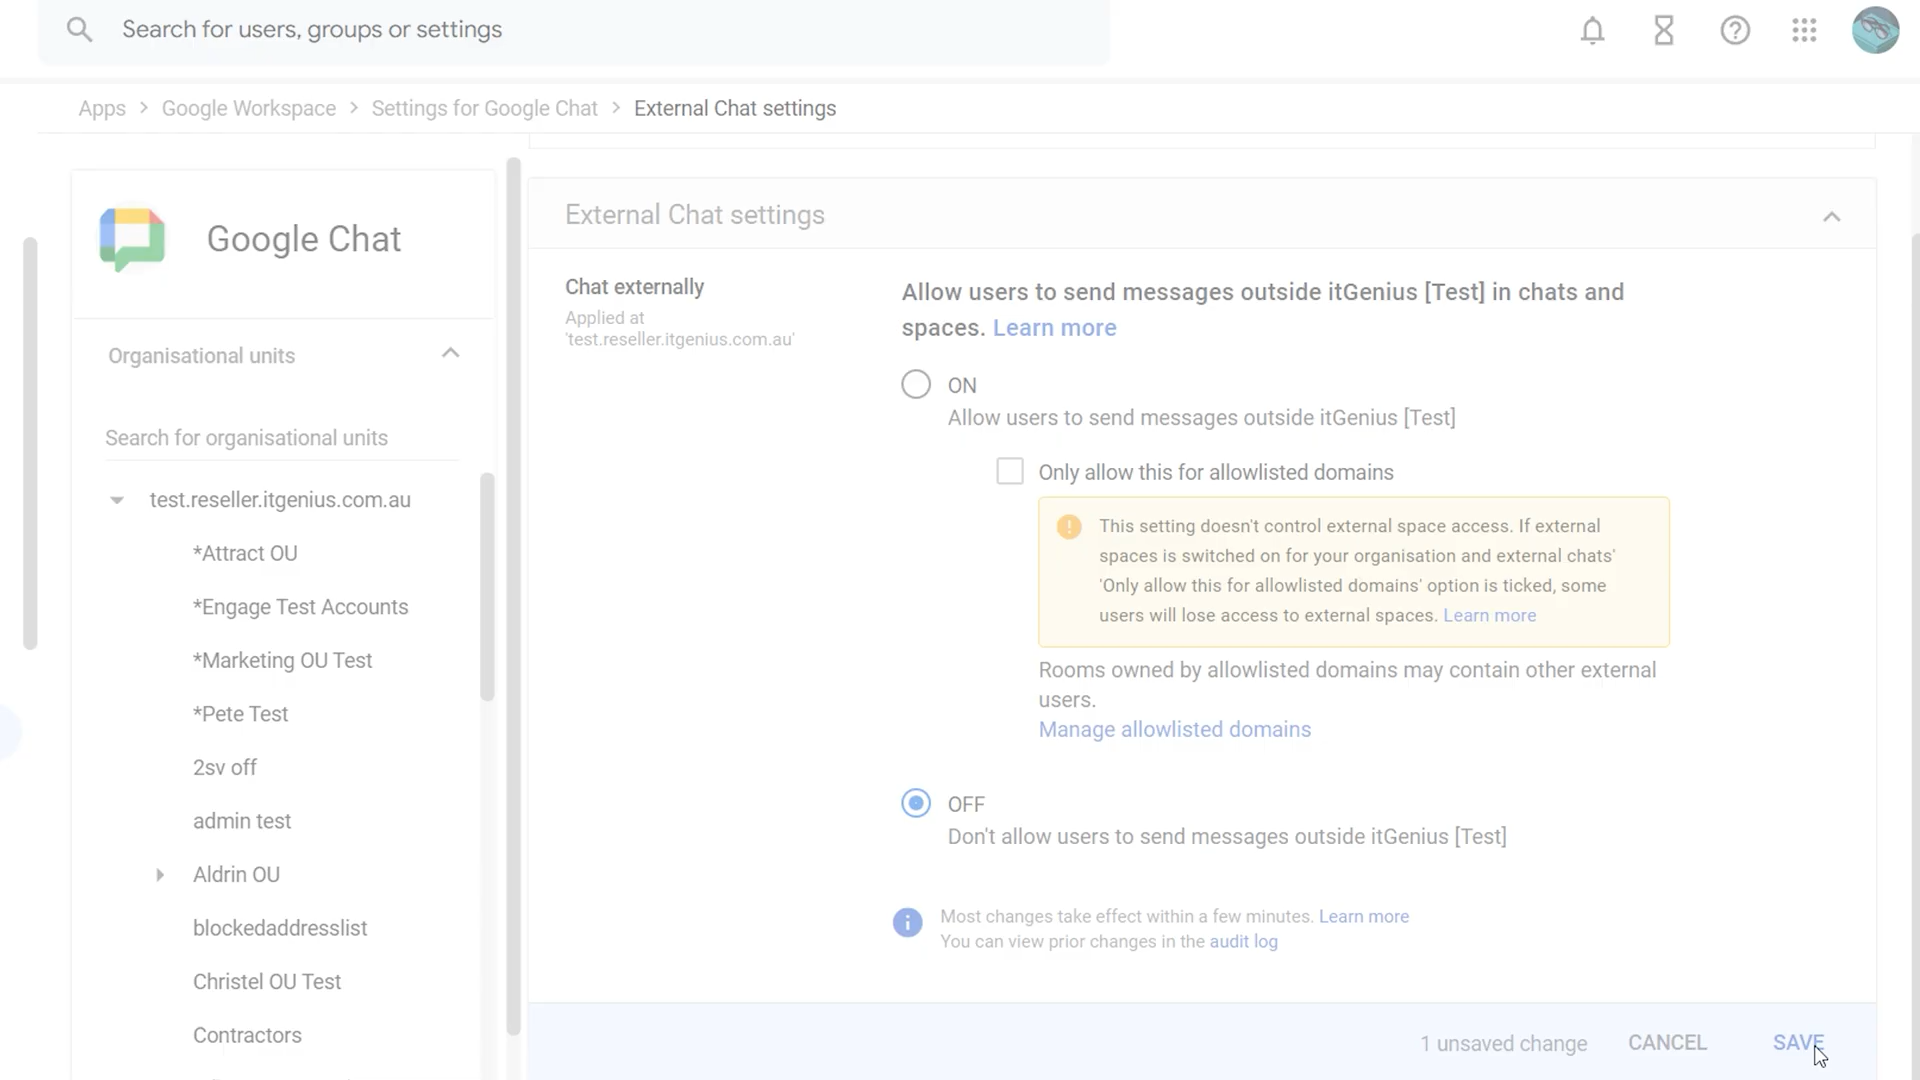 Search for users, groups or settings
Apps > Google Workspace > Settings for Google Chat > External Chat settings
Google Chat
Organisational units
Search for organisational units
test.reseller.itgenius.com.au
*Attract OU
*Engage Test Accounts
*Marketing OU Test
*Pete Test
2sv off
admin test
Aldrin OU
blockedaddresslist
Christel OU Test
Contractors
External Chat settings
Chat externally
Applied at
'test.reseller.itgenius.com.au'
Allow users to send messages outside itGenius [Test] in chats and
spaces. Learn more
ON
Allow users to send messages outside itGenius [Test]
Only allow this for allowlisted domains
This setting doesn't control external space access. If external
spaces is switched on for your organisation and external chats'
'Only allow this for allowlisted domains' option is ticked, some
users will lose access to external spaces. Learn more
Rooms owned by allowlisted domains may contain other external
users.
Manage allowlisted domains
OFF
Don't allow users to send messages outside itGenius [Test]
Most changes take effect within a few minutes. Learn more
You can view prior changes in the audit log
1 unsaved change
CANCEL
SAVE